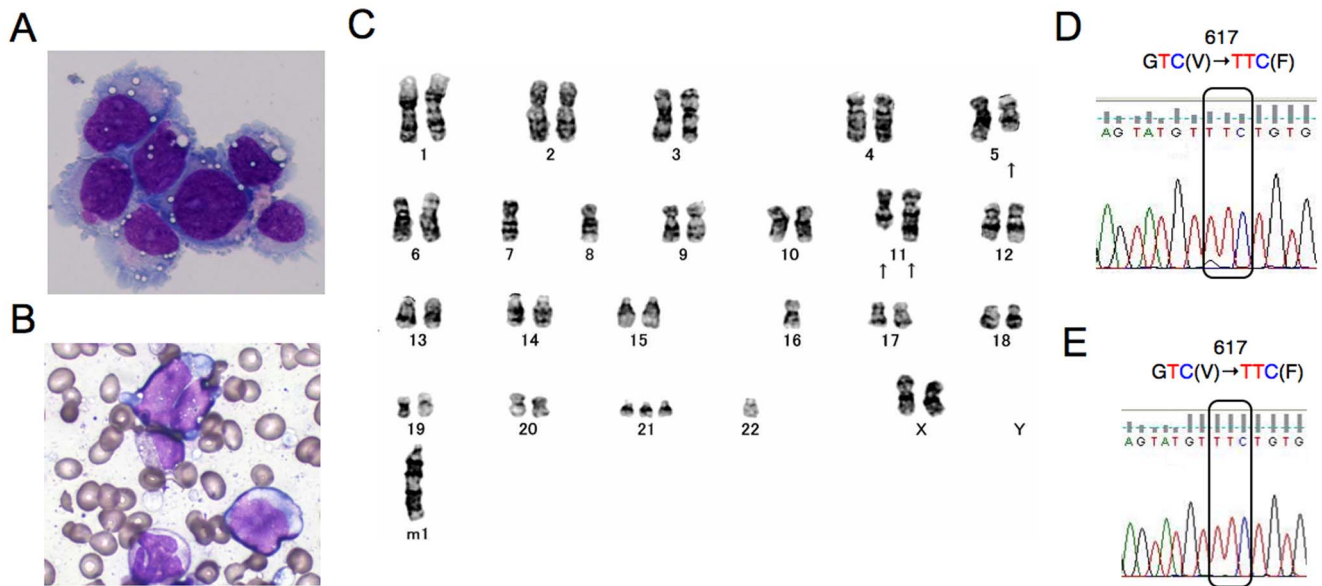 A
B
C
1 2 3 4 5
↑
6 7 8 9 10 11 12
↑ ↑
13 14 15 16 17 18
19 20 21 22 X Y
m1
D
617
GTC(V)→TTC(F)
AGTATGTTTCTGTG
E
617
GTC(V)→TTC(F)
AGTATGTTTCTGTG